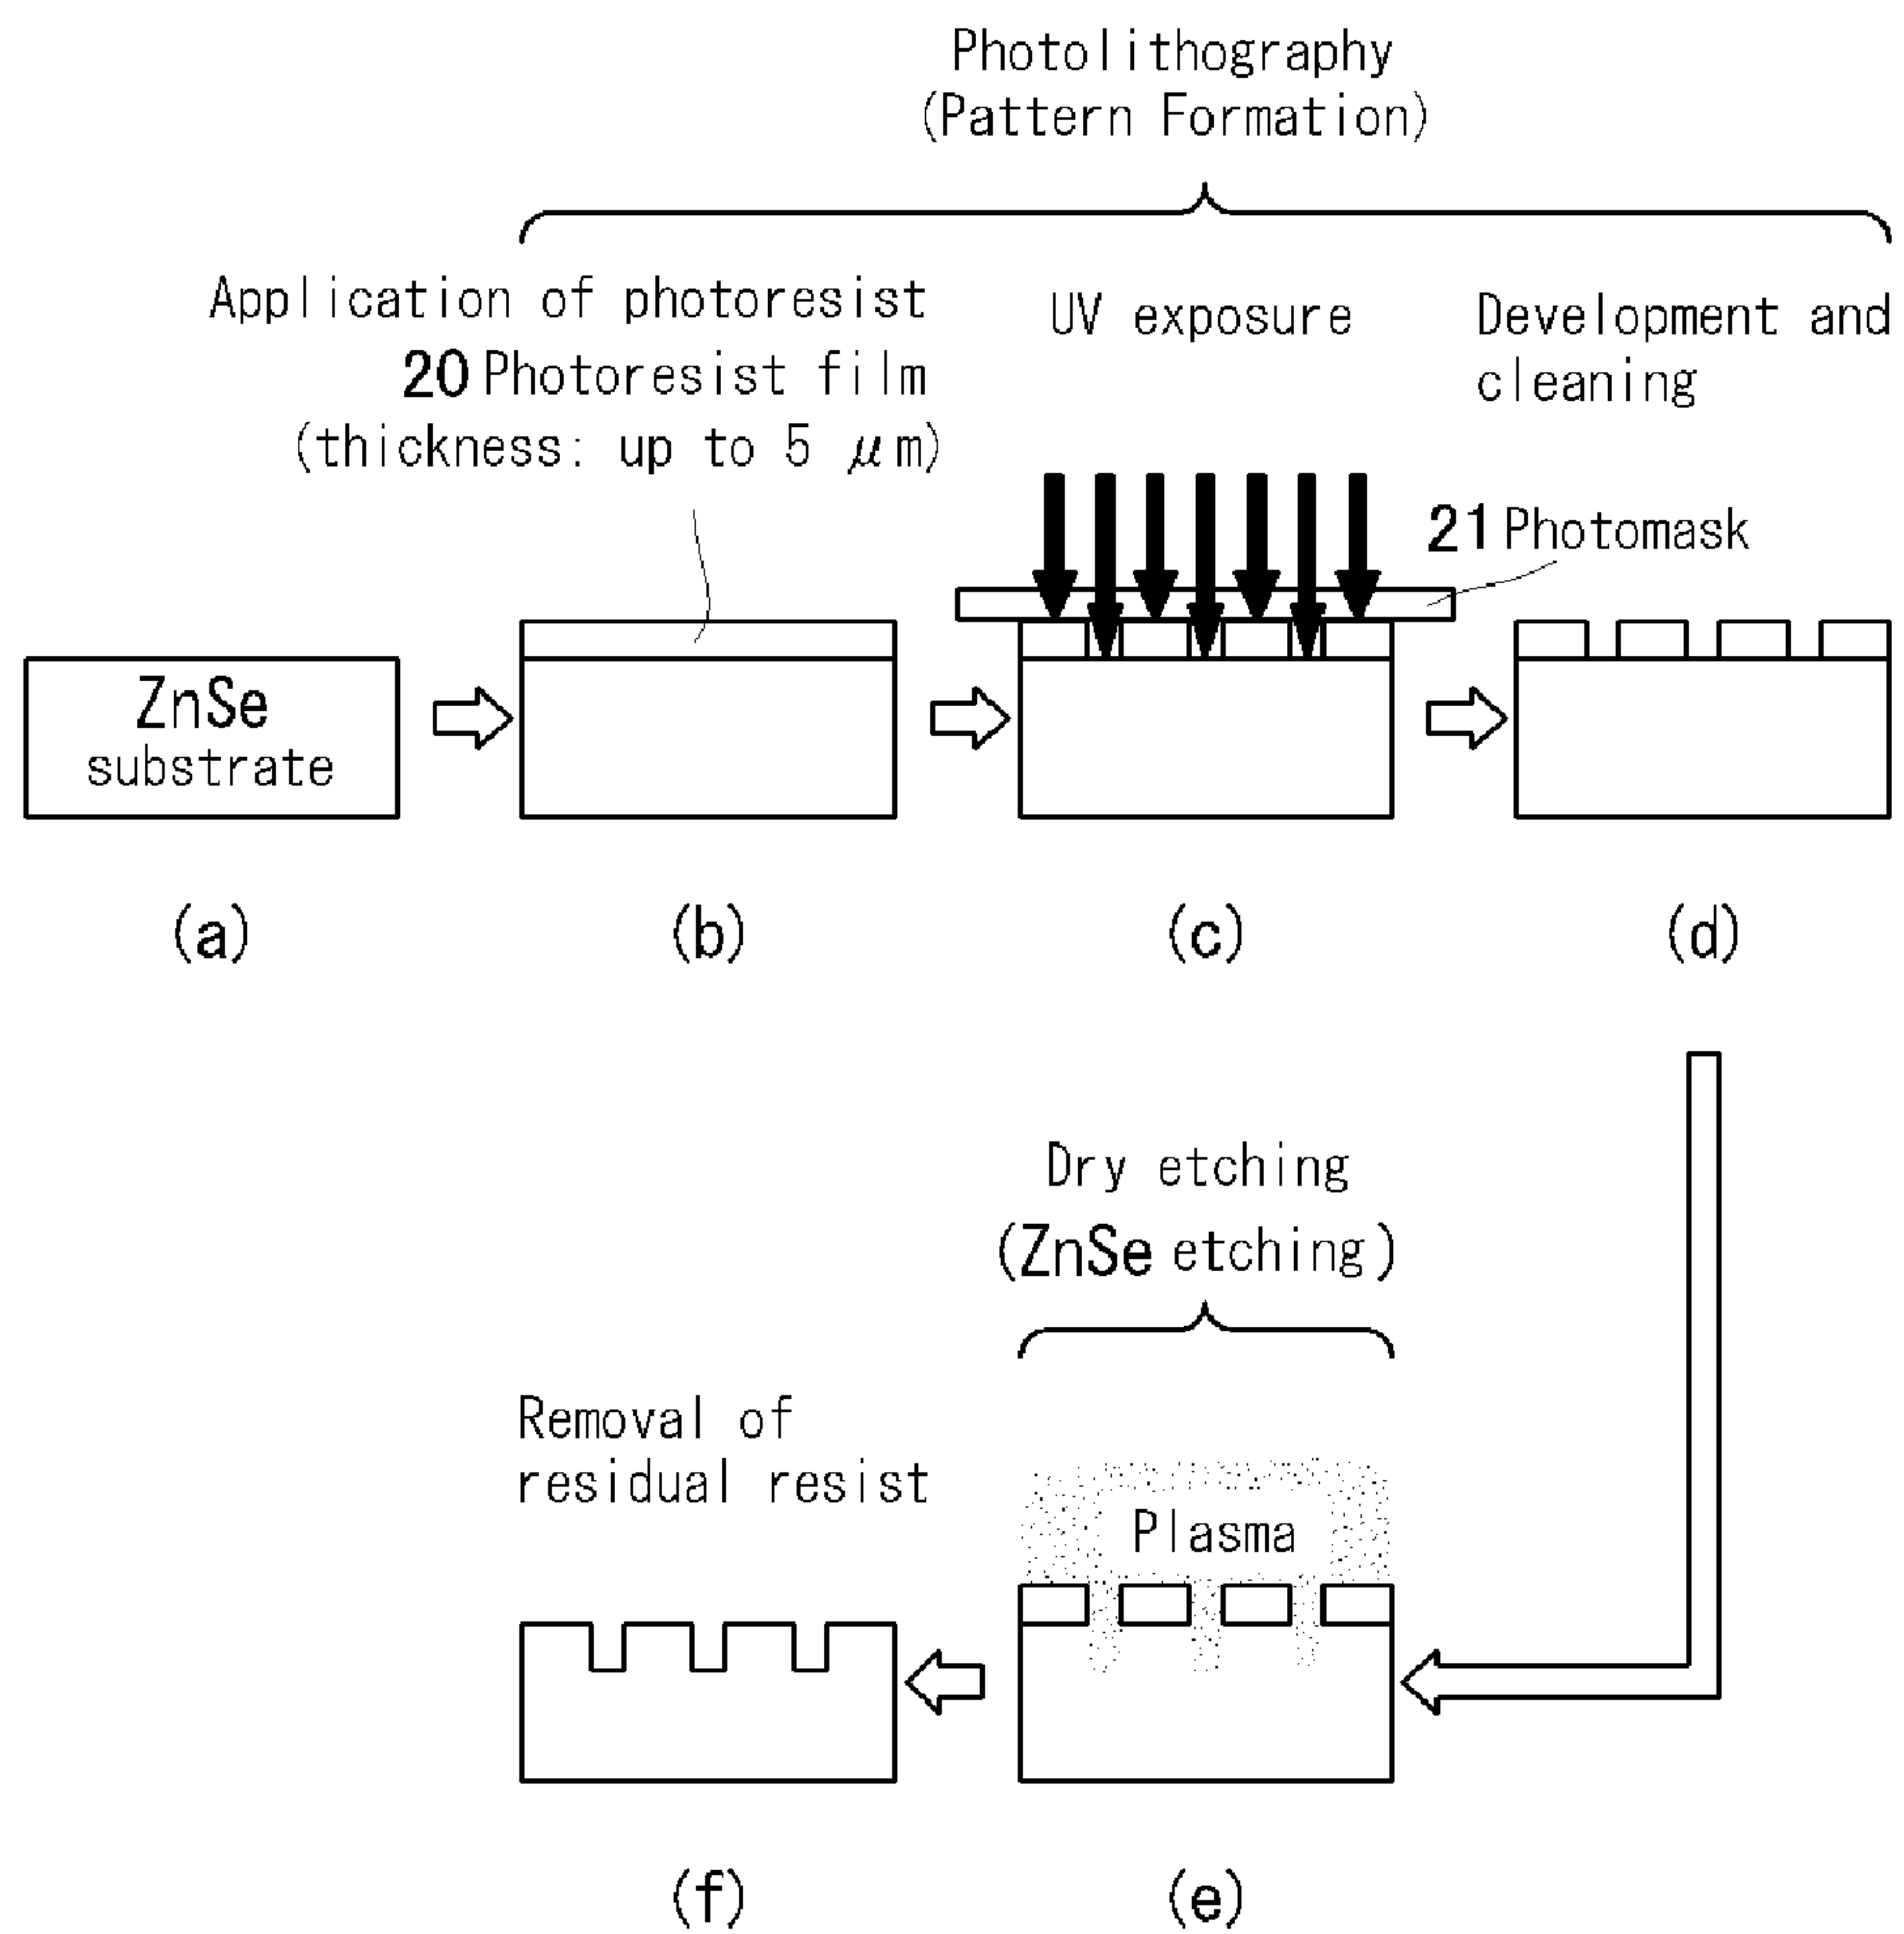 Photolithography
(Pattern Formation)
Application of photoresist
20 Photoresist film
(thickness: up to 5 μm)
UV exposure
Development and
cleaning
21 Photomask
ZnSe
substrate
(a)
(b)
(c)
(d)
Dry etching
(ZnSe etching)
Removal of
residual resist
Plasma
(f)
(e)